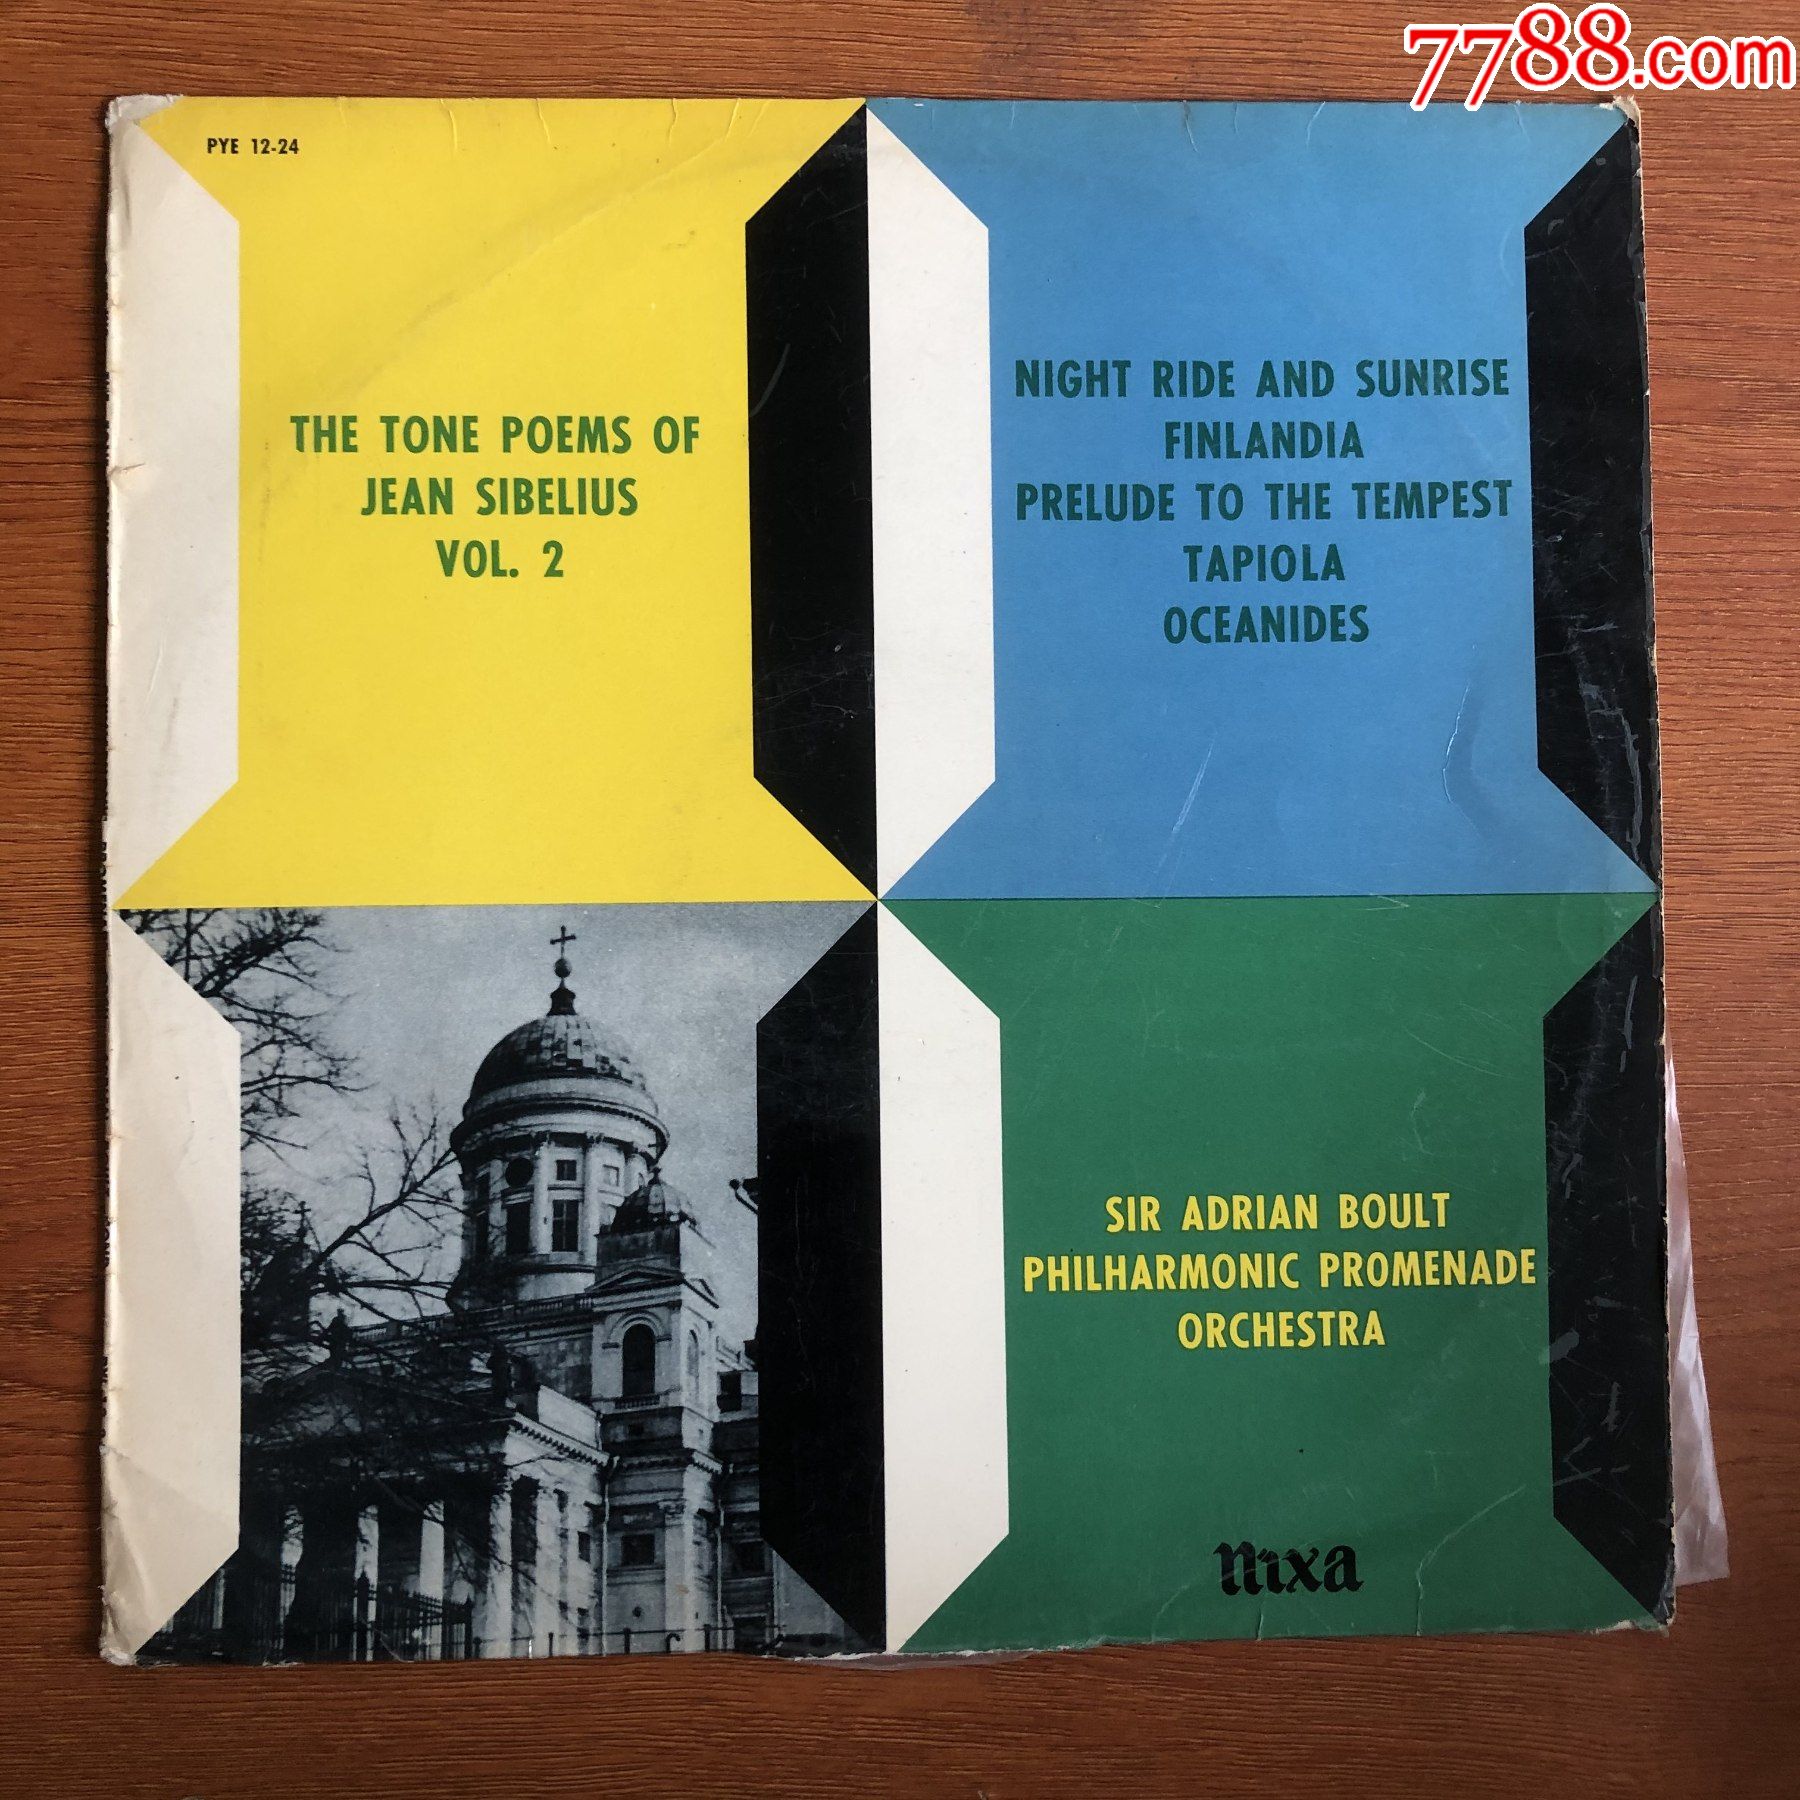 7788.com
PYE 12-24
THE TONE POEMS OF
JEAN SIBELIUS
VOL. 2
NIGHT RIDE AND SUNRISE
FINLANDIA
PRELUDE TO THE TEMPEST
TAPIOLA
OCEANIDES
SIR ADRIAN BOULT
PHILHARMONIC PROMENADE
ORCHESTRA
nixa